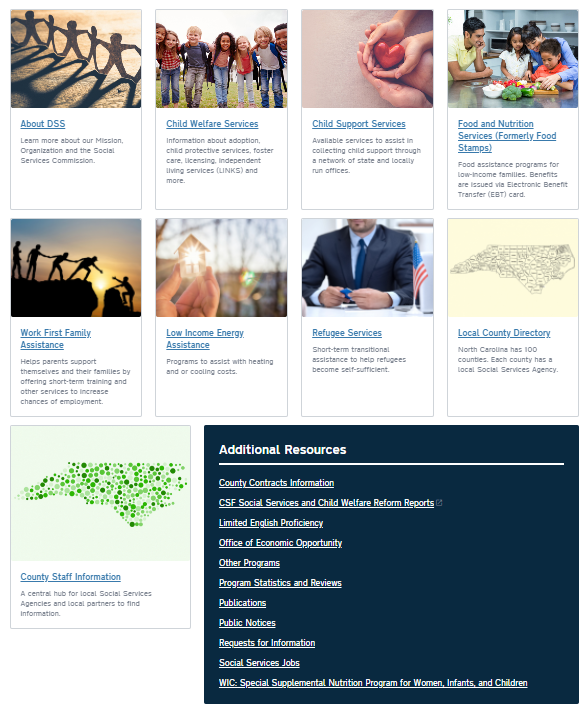 About DSS
Learn more about our Mission,
Organization and the Social
Services Commission.
Child Welfare Services
Information about adoption,
child protective services, foster
care, licensing, independent
living services (LINKS) and
more.
Child Support Services
Available services to assist in
collecting child support through
a network of state and locally
run offices.
Food and Nutrition
Services (Formerly Food
Stamps)
Food assistance programs for
low-income families. Benefits
are issued via Electronic Benefit
Transfer (EBT) card.
Work First Family
Assistance
Helps parents support
themselves and their families by
offering short-term training and
other services to increase
chances of employment.
Low Income Energy
Assistance
Programs to assist with heating
and or cooling costs.
Refugee Services
Short-term transitional
assistance to help refugees
become self-sufficient.
Local County Directory
North Carolina has 100
counties. Each county has a
local Social Services Agency.
County Staff Information
A central hub for local Social Services
Agencies and local partners to find
information.
Additional Resources
County Contracts Information
CSF Social Services and Child Welfare Reform Reports
Limited English Proficiency
Office of Economic Opportunity
Other Programs
Program Statistics and Reviews
Publications
Public Notices
Requests for Information
Social Services Jobs
WIC: Special Supplemental Nutrition Program for Women, Infants, and Children